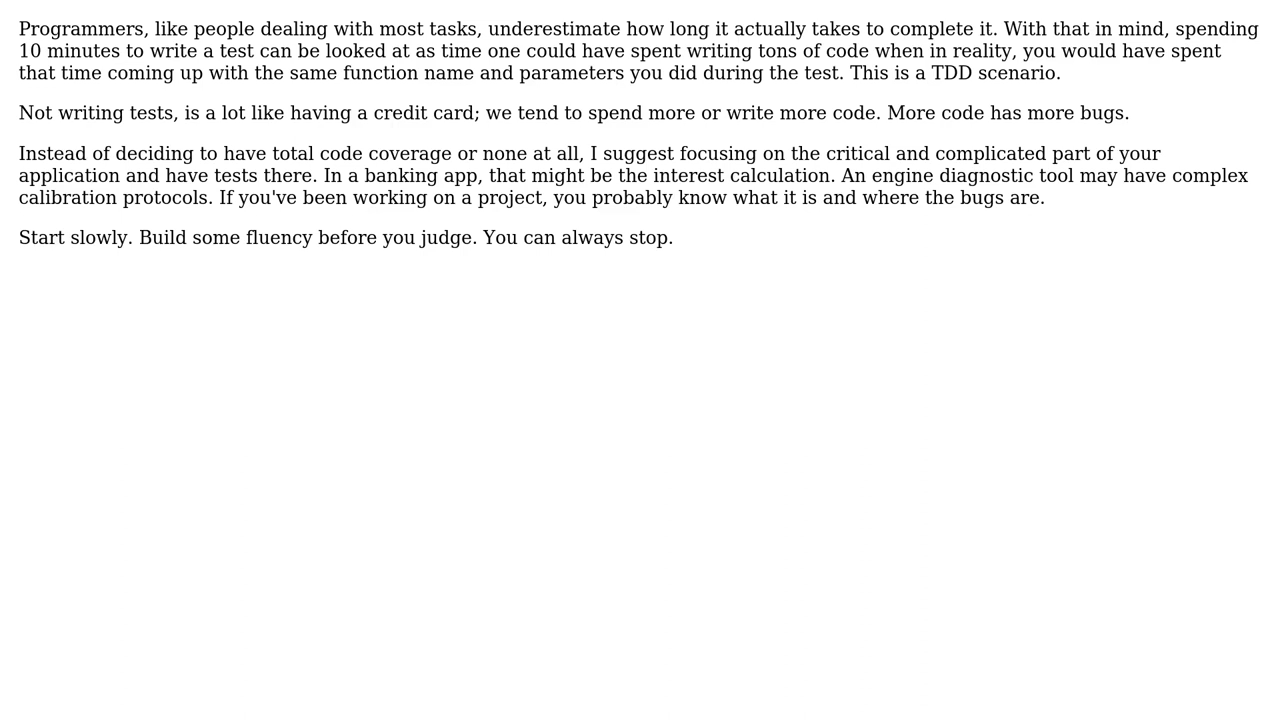 Programmers, like people dealing with most tasks, underestimate how long it actually takes to complete it. With that in mind, spending
10 minutes to write a test can be looked at as time one could have spent writing tons of code when in reality, you would have spent
that time coming up with the same function name and parameters you did during the test. This is a TDD scenario.
Not writing tests, is a lot like having a credit card; we tend to spend more or write more code. More code has more bugs.
Instead of deciding to have total code coverage or none at all, I suggest focusing on the critical and complicated part of your
application and have tests there. In a banking app, that might be the interest calculation. An engine diagnostic tool may have complex
calibration protocols. If you've been working on a project, you probably know what it is and where the bugs are.
Start slowly. Build some fluency before you judge. You can always stop.